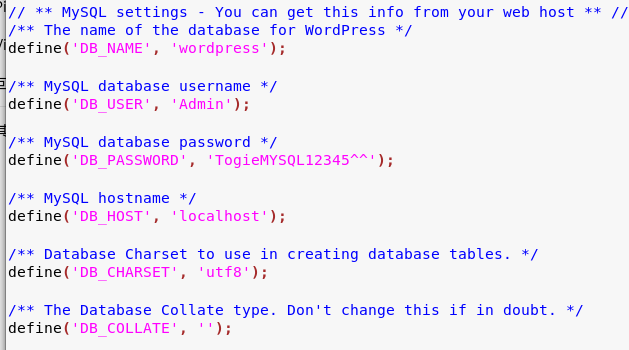 // ** MySQL settings - You can get this info from your web host ** //
/** The name of the database for WordPress */
define('DB_NAME', 'wordpress');
/** MySQL database username */
define('DB_USER', 'Admin');
/** MySQL database password */
define('DB_PASSWORD', 'TogieMYSQL12345^^');
/** MySQL hostname */
define('DB_HOST', 'localhost');
/** Database Charset to use in creating database tables. */
define('DB_CHARSET', 'utf8');
/** The Database Collate type. Don't change this if in doubt. */
define('DB_COLLATE', '');